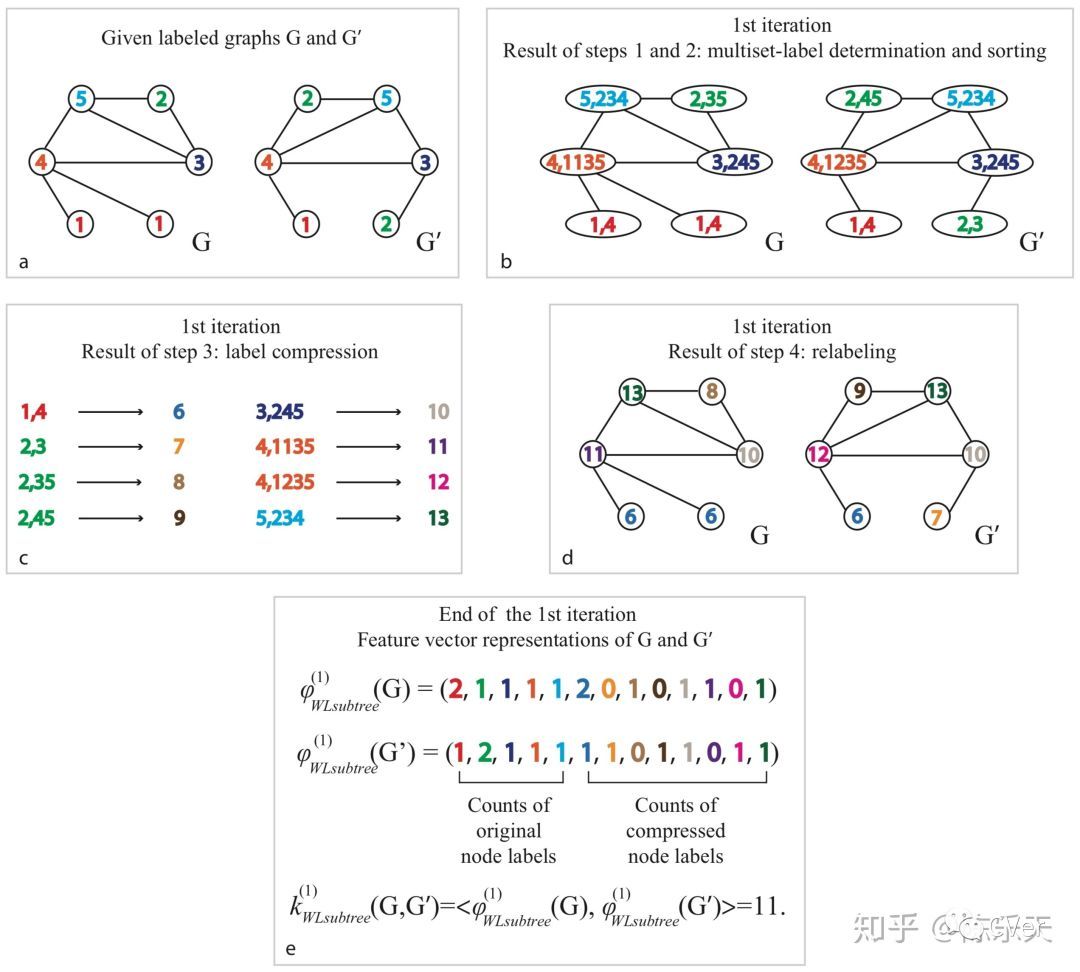 Given labeled graphs G and G′
5 2 2 5
4 3 4 3
1 1 1 2
G G′
a
1st iteration
Result of steps 1 and 2: multiset-label determination and sorting
5,234 2,35 2,45 5,234
4,1135 3,245 4,1235 3,245
1,4 1,4 1,4 2,3
G G′
b
1st iteration
Result of step 3: label compression
1,4 → 6 3,245 → 10
2,3 → 7 4,1135 → 11
2,35 → 8 4,1235 → 12
2,45 → 9 5,234 → 13
c
1st iteration
Result of step 4: relabeling
13 8 9 13
11 10 12 10
6 6 6 7
G G′
d
End of the 1st iteration
Feature vector representations of G and G′
φ(1)WLsubtree(G) = (2, 1, 1, 1, 1, 2, 0, 1, 0, 1, 1, 0, 1)
φ(1)WLsubtree(G’) = (1, 2, 1, 1, 1, 1, 1, 0, 1, 1, 0, 1, 1)
Counts of Counts of
original compressed
node labels node labels
k(1)WLsubtree(G,G′)=<φ(1)WLsubtree(G), φ(1)WLsubtree(G′)>=11.
e
知乎 @